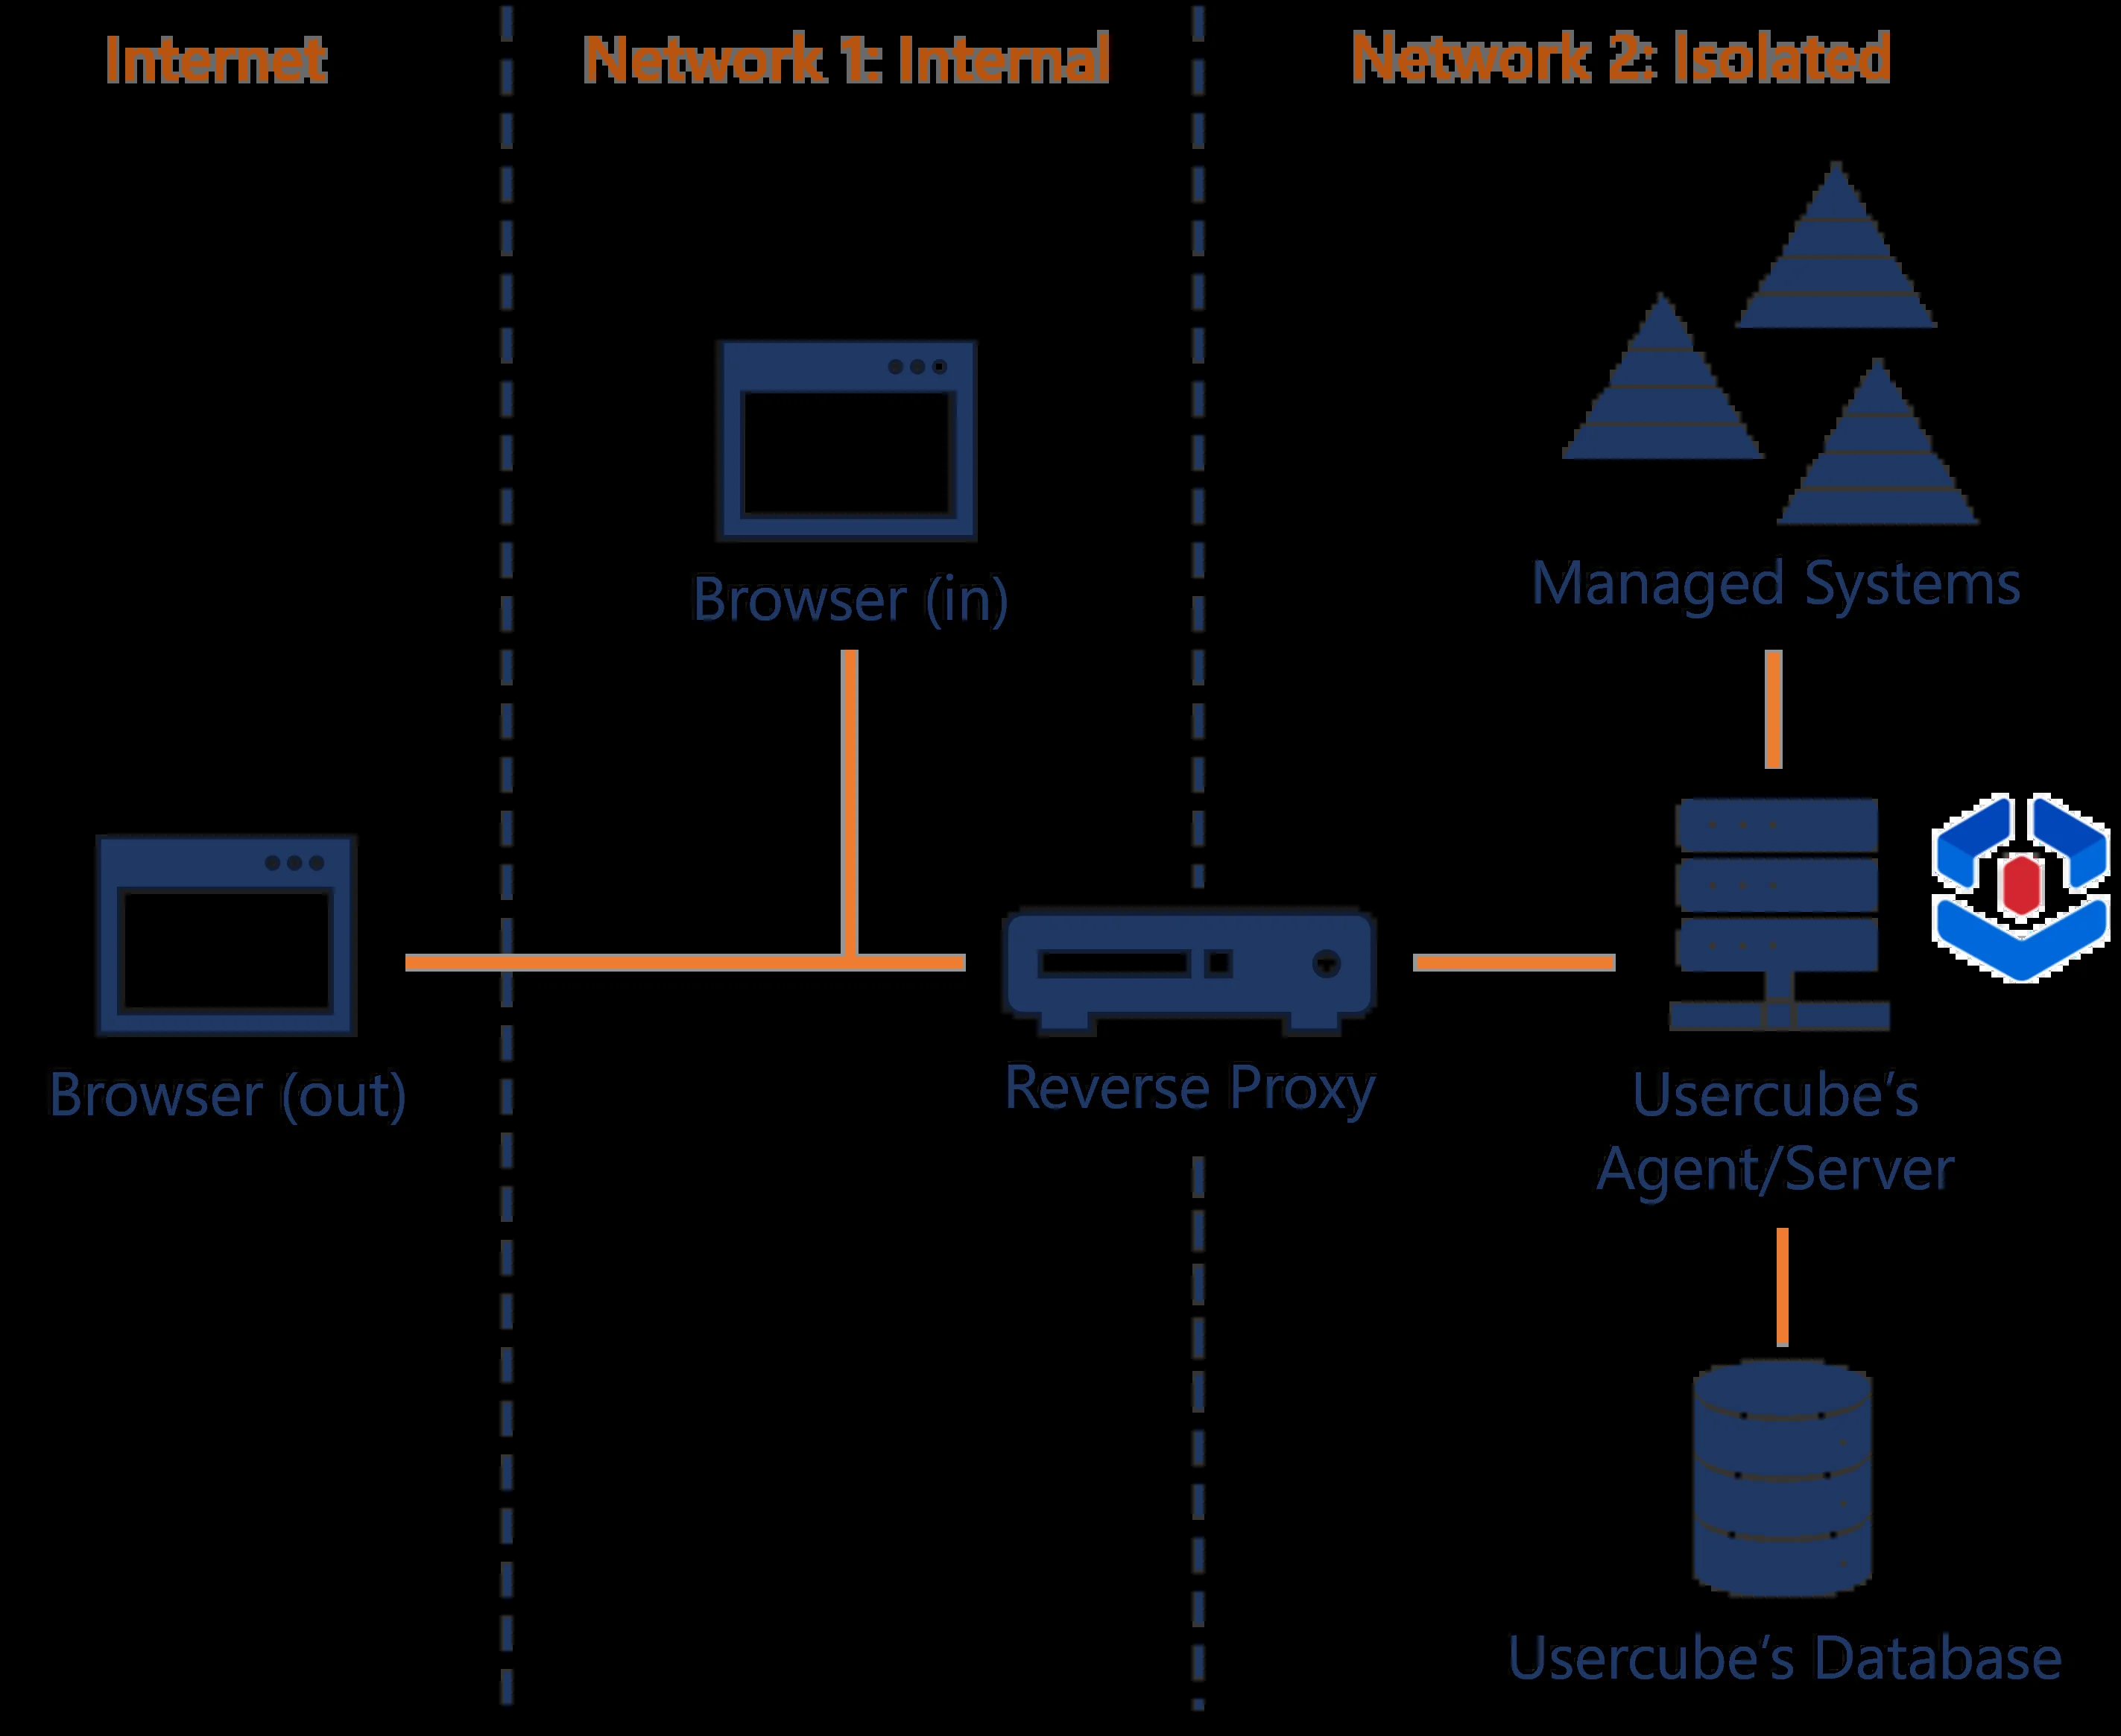 Internet
Network 1: Internal
Network 2: Isolated
Browser (in)
Managed Systems
Browser (out)
Reverse Proxy
Usercube’s
Agent/Server
Usercube’s Database